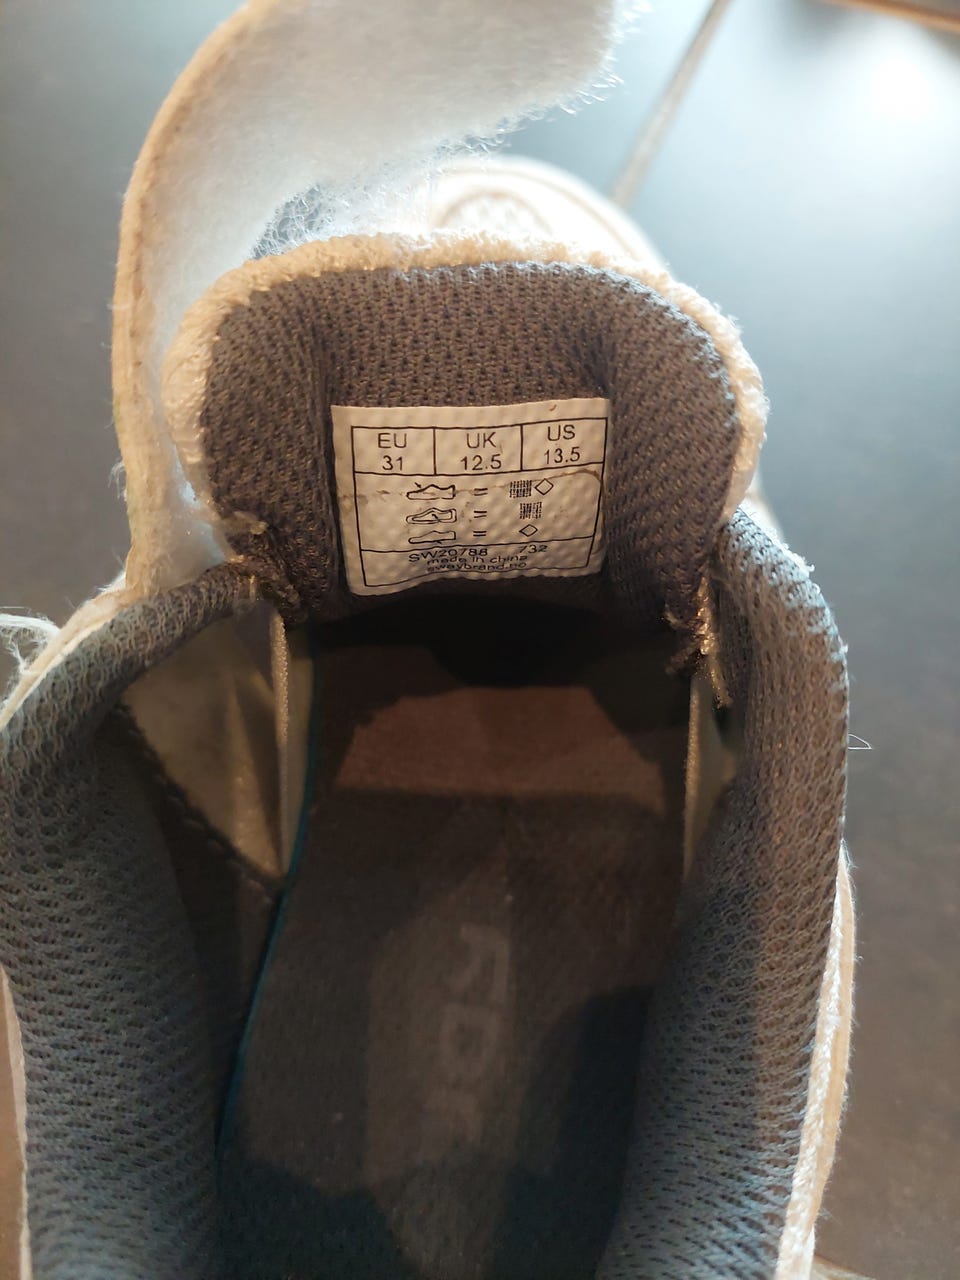 EU UK US
31 12.5 13.5
=
=
=
SW20788 732
made in china
swaybrand.no